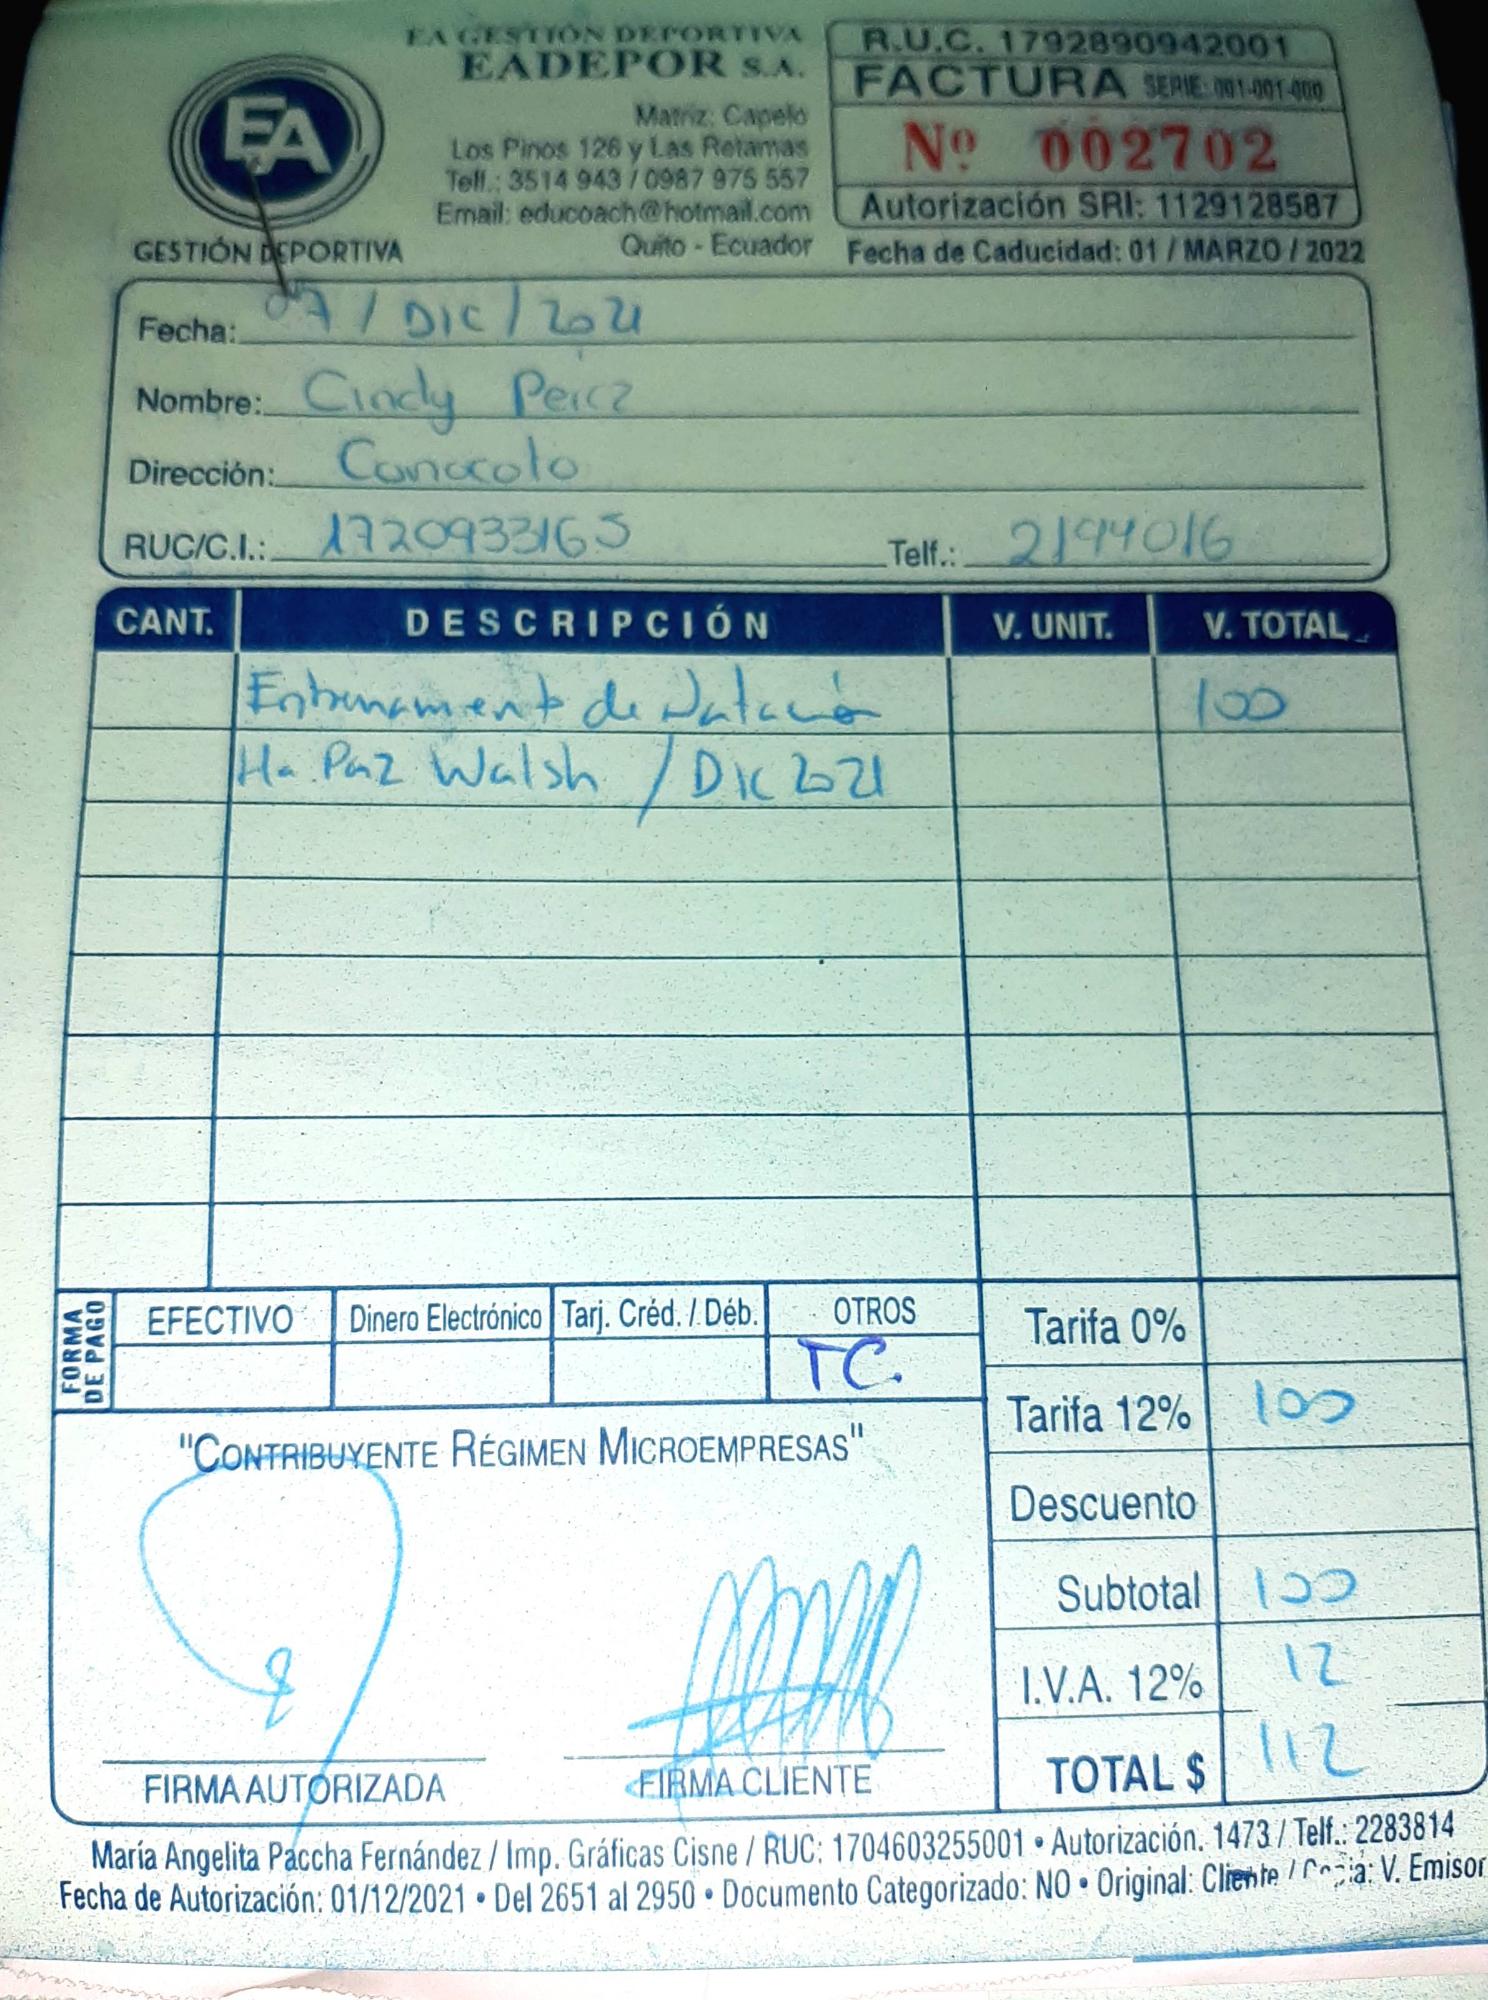 EA GESTIÓN DEPORTIVA
EADEPOR S.A.
Matriz: Capelo
Los Pinos 126 y Las Retamas
Telf.: 3514 943 / 0987 975 557
Email: educoach@hotmail.com
Quito - Ecuador
EA
GESTIÓN DEPORTIVA
R.U.C. 1792890942001
FACTURA SERIE: 001-001-000
Nº 002702
Autorización SRI: 1129128587
Fecha de Caducidad: 01 / MARZO / 2022
Fecha: 07 / DIC / 2021
Nombre: Cindy Pérez
Dirección: Conocoto
RUC/C.I.: 1720933165 Telf.: 2194016
CANT. DESCRIPCIÓN V. UNIT. V. TOTAL
Entrenamiento de Natación 100
Ma. Paz Walsh / Dic 2021
FORMA DE PAGO
EFECTIVO Dinero Electrónico Tarj. Créd. / Déb. OTROS
TC.
Tarifa 0%
Tarifa 12% 100
Descuento
Subtotal 100
I.V.A. 12% 12
TOTAL $ 112
"CONTRIBUYENTE RÉGIMEN MICROEMPRESAS"
FIRMA AUTORIZADA FIRMA CLIENTE
María Angelita Paccha Fernández / Imp. Gráficas Cisne / RUC: 1704603255001 • Autorización. 1473 / Telf.: 2283814
Fecha de Autorización: 01/12/2021 • Del 2651 al 2950 • Documento Categorizado: NO • Original: Cliente / Copia: V. Emisor